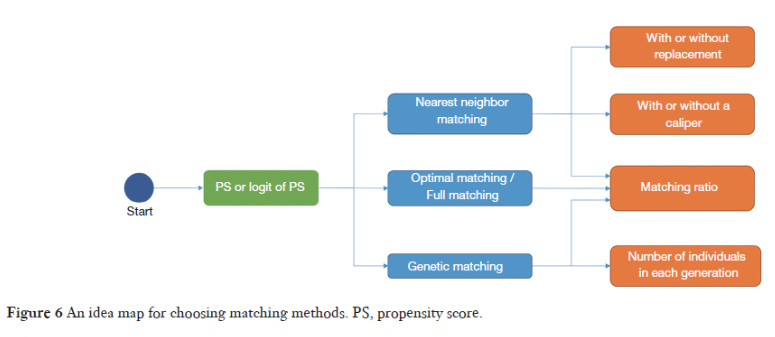 With or without
replacement
Nearest neighbor
matching
With or without a
caliper
PS or logit of PS
Optimal matching /
Full matching
Matching ratio
Start
Genetic matching
Number of individuals
in each generation
Figure 6 An idea map for choosing matching methods. PS, propensity score.